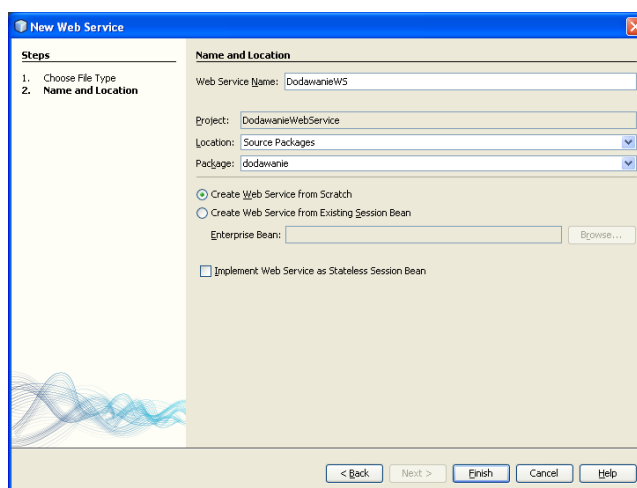 New Web Service
Steps
1. Choose File Type
2. Name and Location
Name and Location
Web Service Name: DodawanieWS
Project: DodawanieWebService
Location: Source Packages
Package: dodawanie
Create Web Service from Scratch
Create Web Service from Existing Session Bean
Enterprise Bean: Browse...
Implement Web Service as Stateless Session Bean
< Back Next > Finish Cancel Help